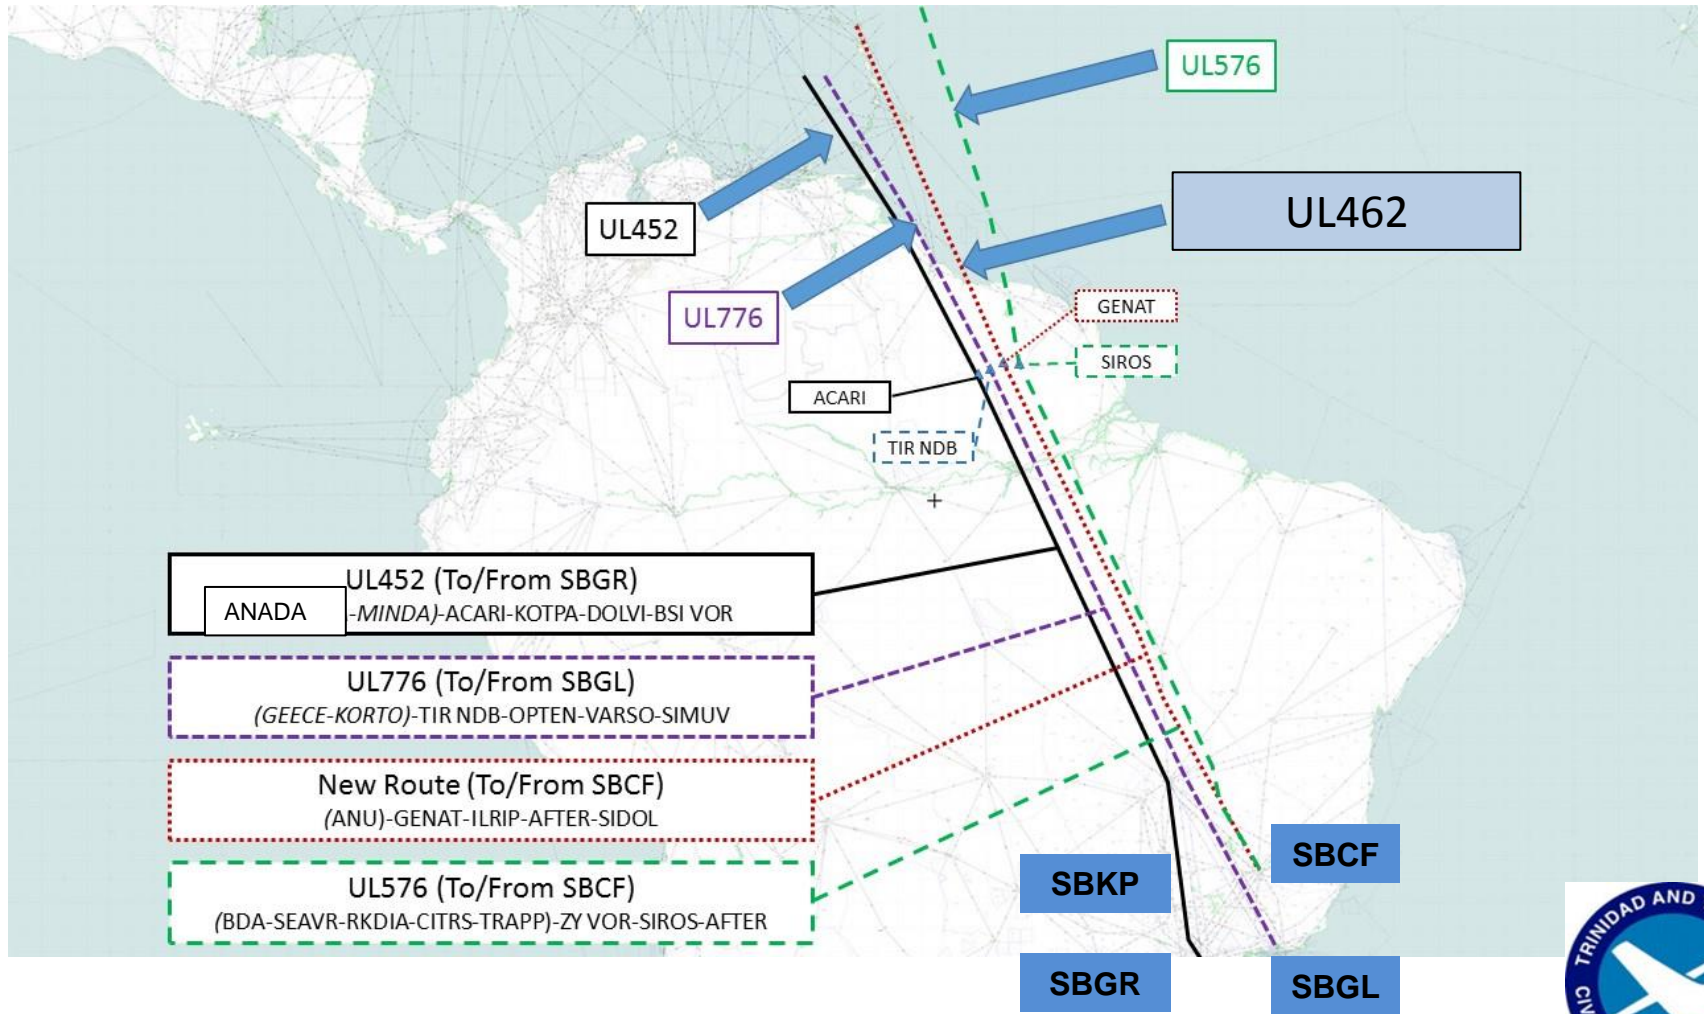 UL576
UL462
UL452
UL776
GENAT
SIROS
ACARI
TIR NDB
UL452 (To/From SBGR)
ANADA -MINDA)-ACARI-KOTPA-DOLVI-BSI VOR
UL776 (To/From SBGL)
(GEECE-KORTO)-TIR NDB-OPTEN-VARSO-SIMUV
New Route (To/From SBCF)
(ANU)-GENAT-ILRIP-AFTER-SIDOL
UL576 (To/From SBCF)
(BDA-SEAVR-RKDIA-CITRS-TRAPP)-ZY VOR-SIROS-AFTER
SBCF
SBKP
SBGR
SBGL
TRINIDAD AND
CIV